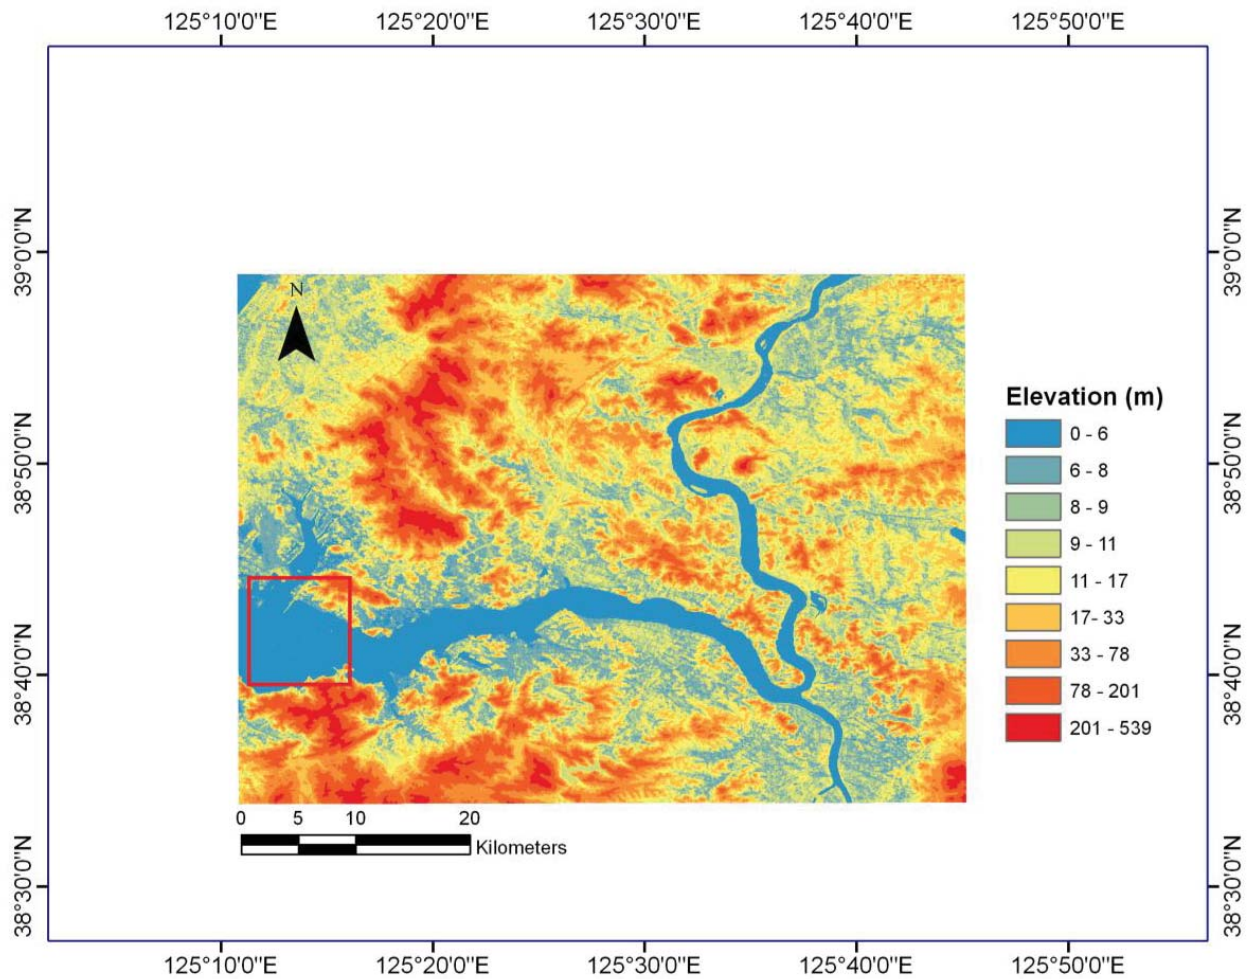 125°10'0"E 125°20'0"E 125°30'0"E 125°40'0"E 125°50'0"E
39°0'0"N 39°0'0"N
N
Elevation (m)
0 - 6
38°50'0"N 38°50'0"N
6 - 8
8 - 9
9 - 11
11 - 17
17- 33
33 - 78
38°40'0"N 38°40'0"N
78 - 201
201 - 539
0 5 10 20
Kilometers
38°30'0"N 38°30'0"N
125°10'0"E 125°20'0"E 125°30'0"E 125°40'0"E 125°50'0"E